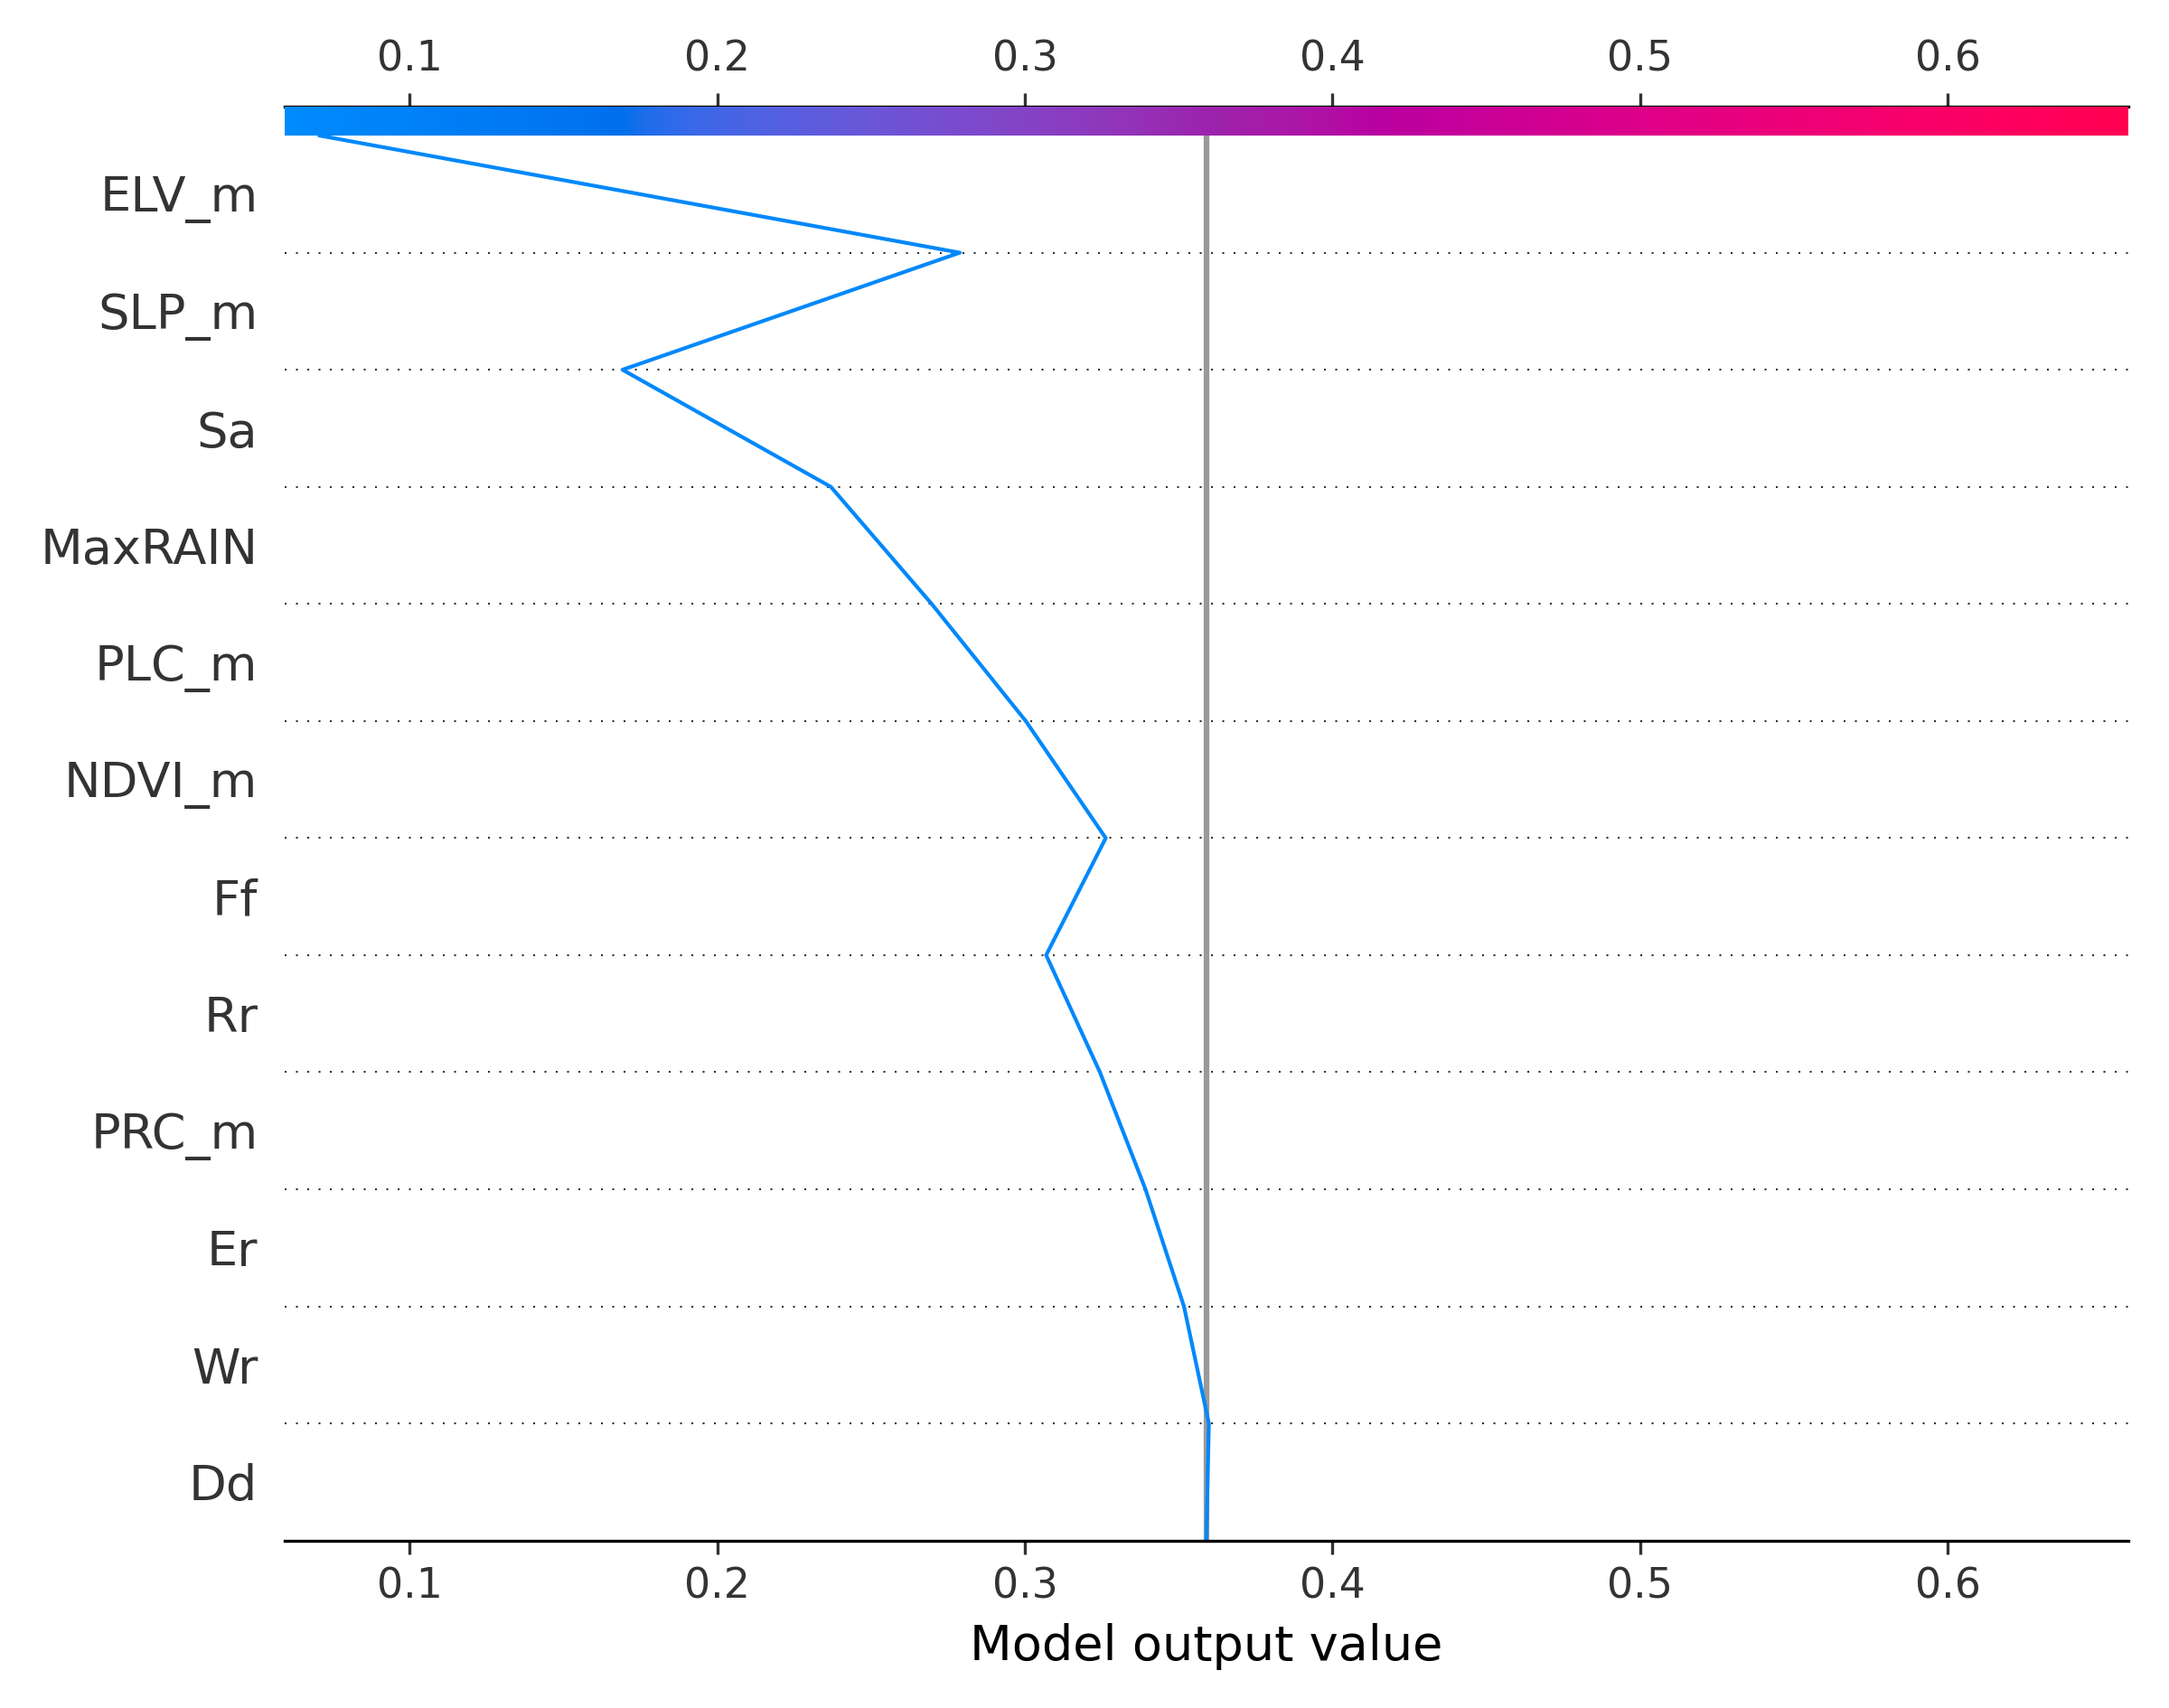 0.1 0.2 0.3 0.4 0.5 0.6
ELV_m
SLP_m
Sa
MaxRAIN
PLC_m
NDVI_m
Ff
Rr
PRC_m
Er
Wr
Dd
0.1 0.2 0.3 0.4 0.5 0.6
Model output value